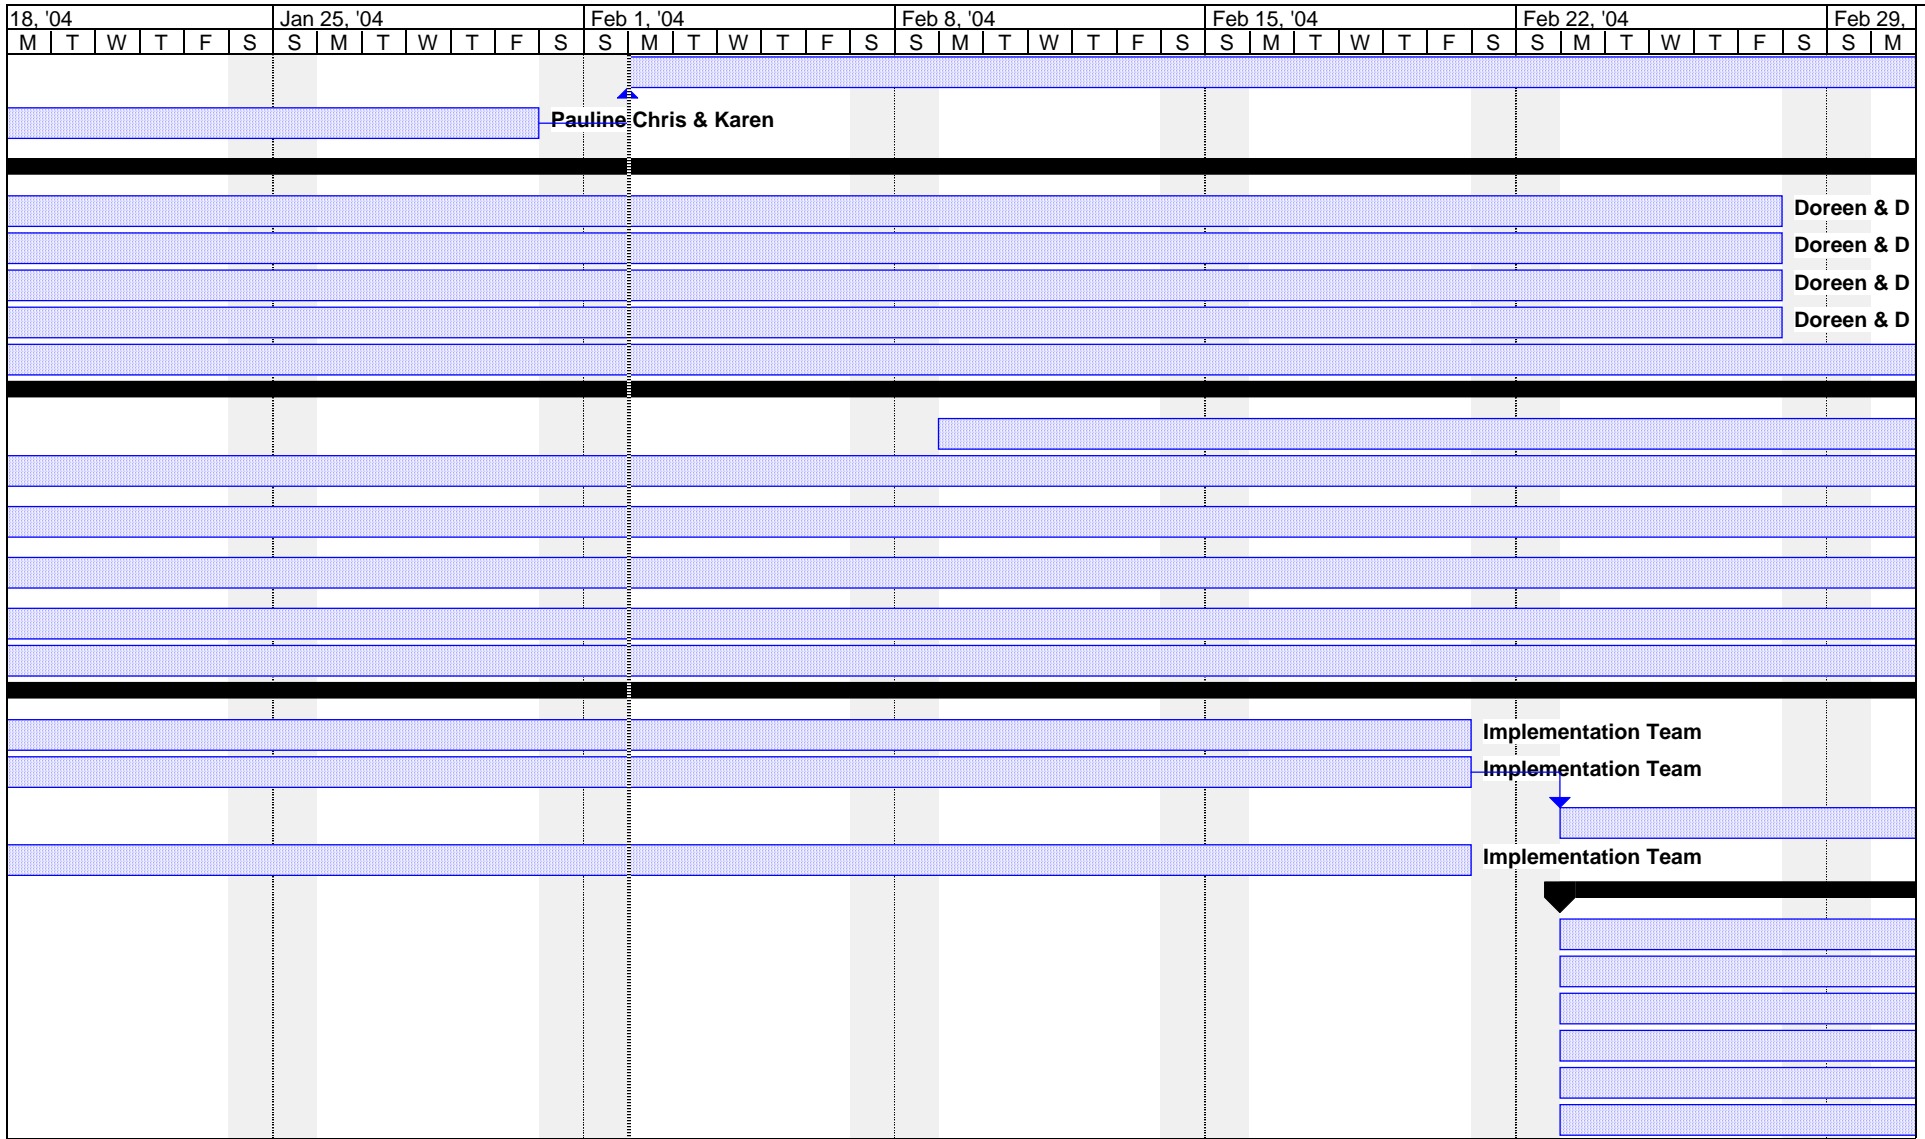 18, '04 Jan 25, '04 Feb 1, '04 Feb 8, '04 Feb 15, '04 Feb 22, '04 Feb 29,
M T W T F S S M T W T F S S M T W T F S S M T W T F S S M T W T F S S M T W T F S S M
Pauline Chris & Karen
Doreen & D
Doreen & D
Doreen & D
Doreen & D
Implementation Team
Implementation Team
Implementation Team